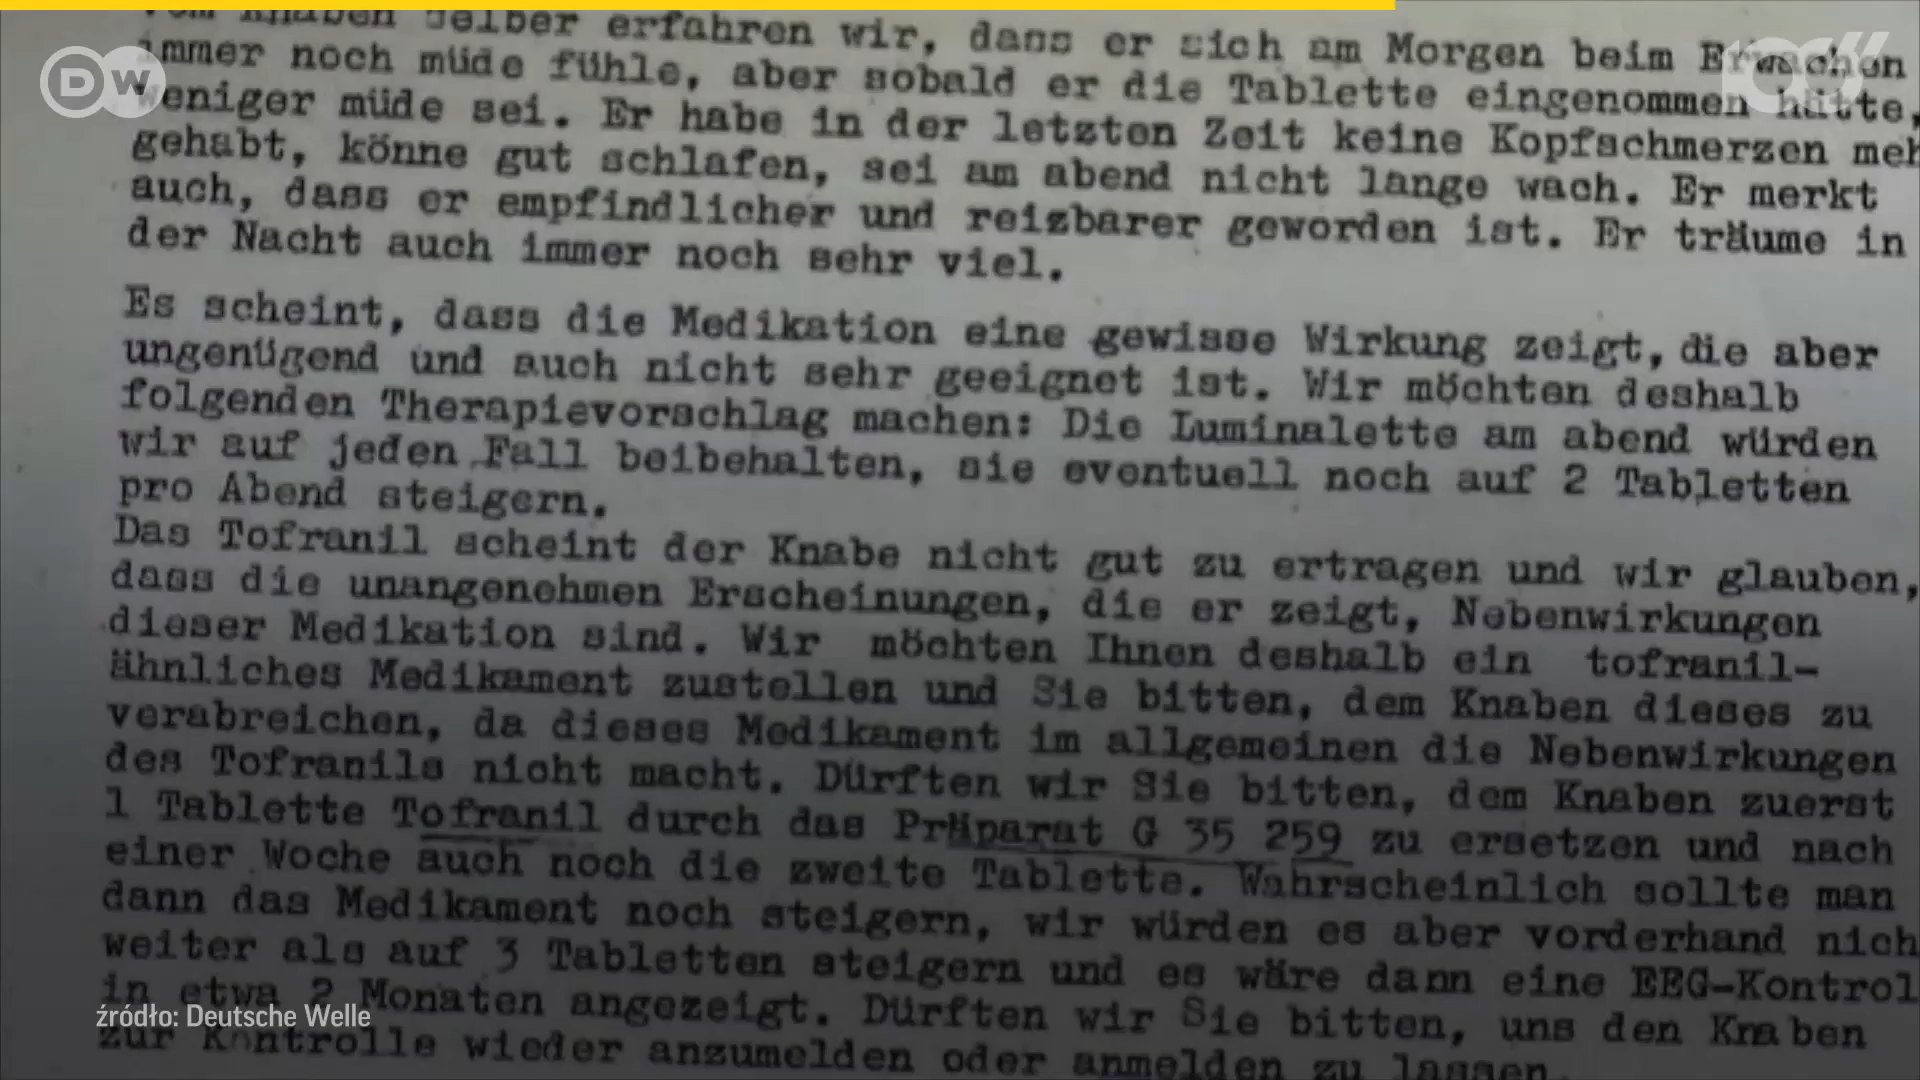 vom Knaben selber erfahren wir, dass er sich am Morgen beim Erwachen
immer noch müde fühle, aber sobald er die Tablette eingenommen hätte,
weniger müde sei. Er habe in der letzten Zeit keine Kopfschmerzen meh
gehabt, könne gut schlafen, sei am abend nicht lange wach. Er merkt
auch, dass er empfindlicher und reizbarer geworden ist. Er träume in
der Nacht auch immer noch sehr viel.
Es scheint, dass die Medikation eine gewisse Wirkung zeigt, die aber
ungenügend und auch nicht sehr geeignet ist. Wir möchten deshalb
folgenden Therapievorschlag machen: Die Luminalette am abend würden
wir auf jeden Fall beibehalten, sie eventuell noch auf 2 Tabletten
pro Abend steigern.
Das Tofranil scheint der Knabe nicht gut zu ertragen und wir glauben,
dass die unangenehmen Erscheinungen, die er zeigt, Nebenwirkungen
dieser Medikation sind. Wir möchten Ihnen deshalb ein tofranil-
ähnliches Medikament zustellen und Sie bitten, dem Knaben dieses zu
verabreichen, da dieses Medikament im allgemeinen die Nebenwirkungen
des Tofranils nicht macht. Dürften wir Sie bitten, dem Knaben zuerst
1 Tablette Tofranil durch das Präparat G 35 259 zu ersetzen und nach
einer Woche auch noch die zweite Tablette. Wahrscheinlich sollte man
dann das Medikament noch steigern, wir würden es aber vorderhand nich
weiter als auf 3 Tabletten steigern und es wäre dann eine EEG-Kontrol
in etwa 2 Monaten angezeigt. Dürften wir Sie bitten, uns den Knaben
zur Kontrolle wieder anzumelden oder anmelden zu lassen.
DW
źródło: Deutsche Welle